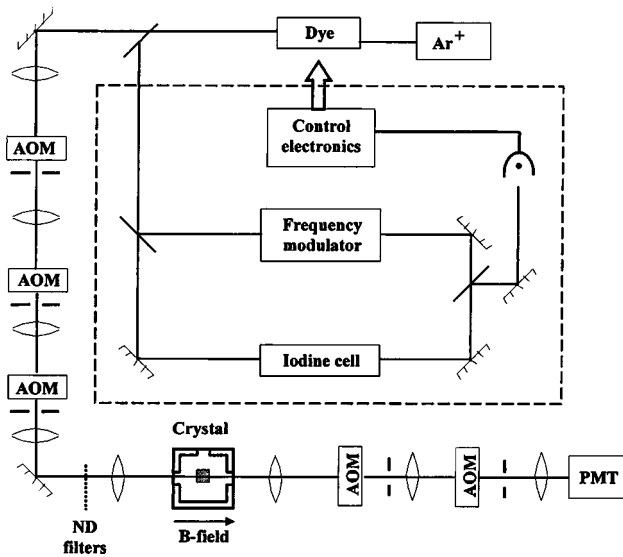 Dye
Ar+
Control
electronics
AOM
Frequency
modulator
AOM
Iodine cell
AOM
Crystal
AOM
AOM
PMT
ND
filters
B-field